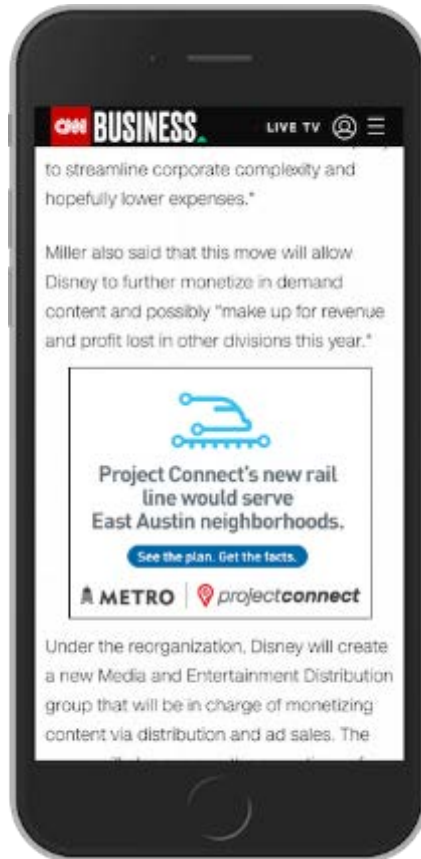 CNN BUSINESS LIVE TV
to streamline corporate complexity and
hopefully lower expenses."
Miller also said that this move will allow
Disney to further monetize in demand
content and possibly "make up for revenue
and profit lost in other divisions this year."
Project Connect's new rail
line would serve
East Austin neighborhoods.
See the plan. Get the facts.
METRO projectconnect
Under the reorganization, Disney will create
a new Media and Entertainment Distribution
group that will be in charge of monetizing
content via distribution and ad sales. The